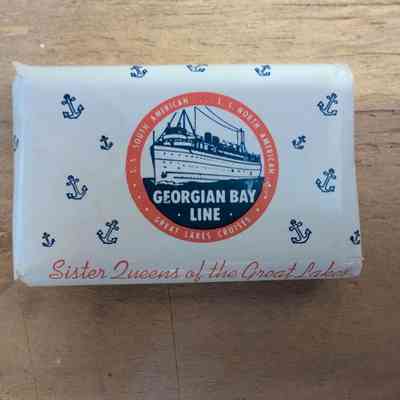 S. S. SOUTH AMERICAN . . . S. S. NORTH AMERICAN
GEORGIAN BAY
LINE
GREAT LAKES CRUISES
Sister Queens of the Great Lakes